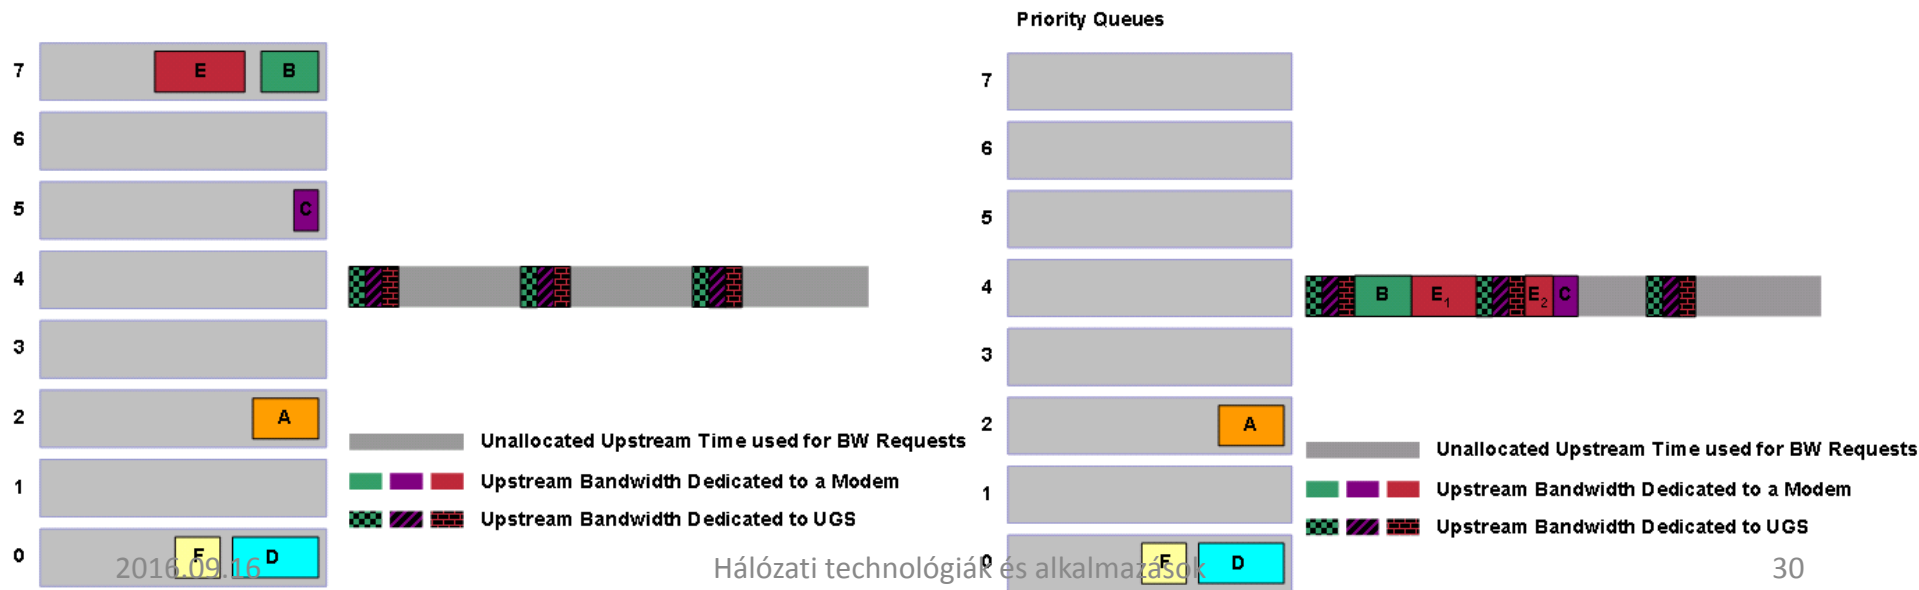 7 E B
6
5 C
4
3
2 A
1
0 F D
Unallocated Upstream Time used for BW Requests
Upstream Bandwidth Dedicated to a Modem
Upstream Bandwidth Dedicated to UGS
Priority Queues
7
6
5
4 B E1 E2 C
3
2 A
1
0 F D
Unallocated Upstream Time used for BW Requests
Upstream Bandwidth Dedicated to a Modem
Upstream Bandwidth Dedicated to UGS
2016.09.16 Hálózati technológiák és alkalmazások 30